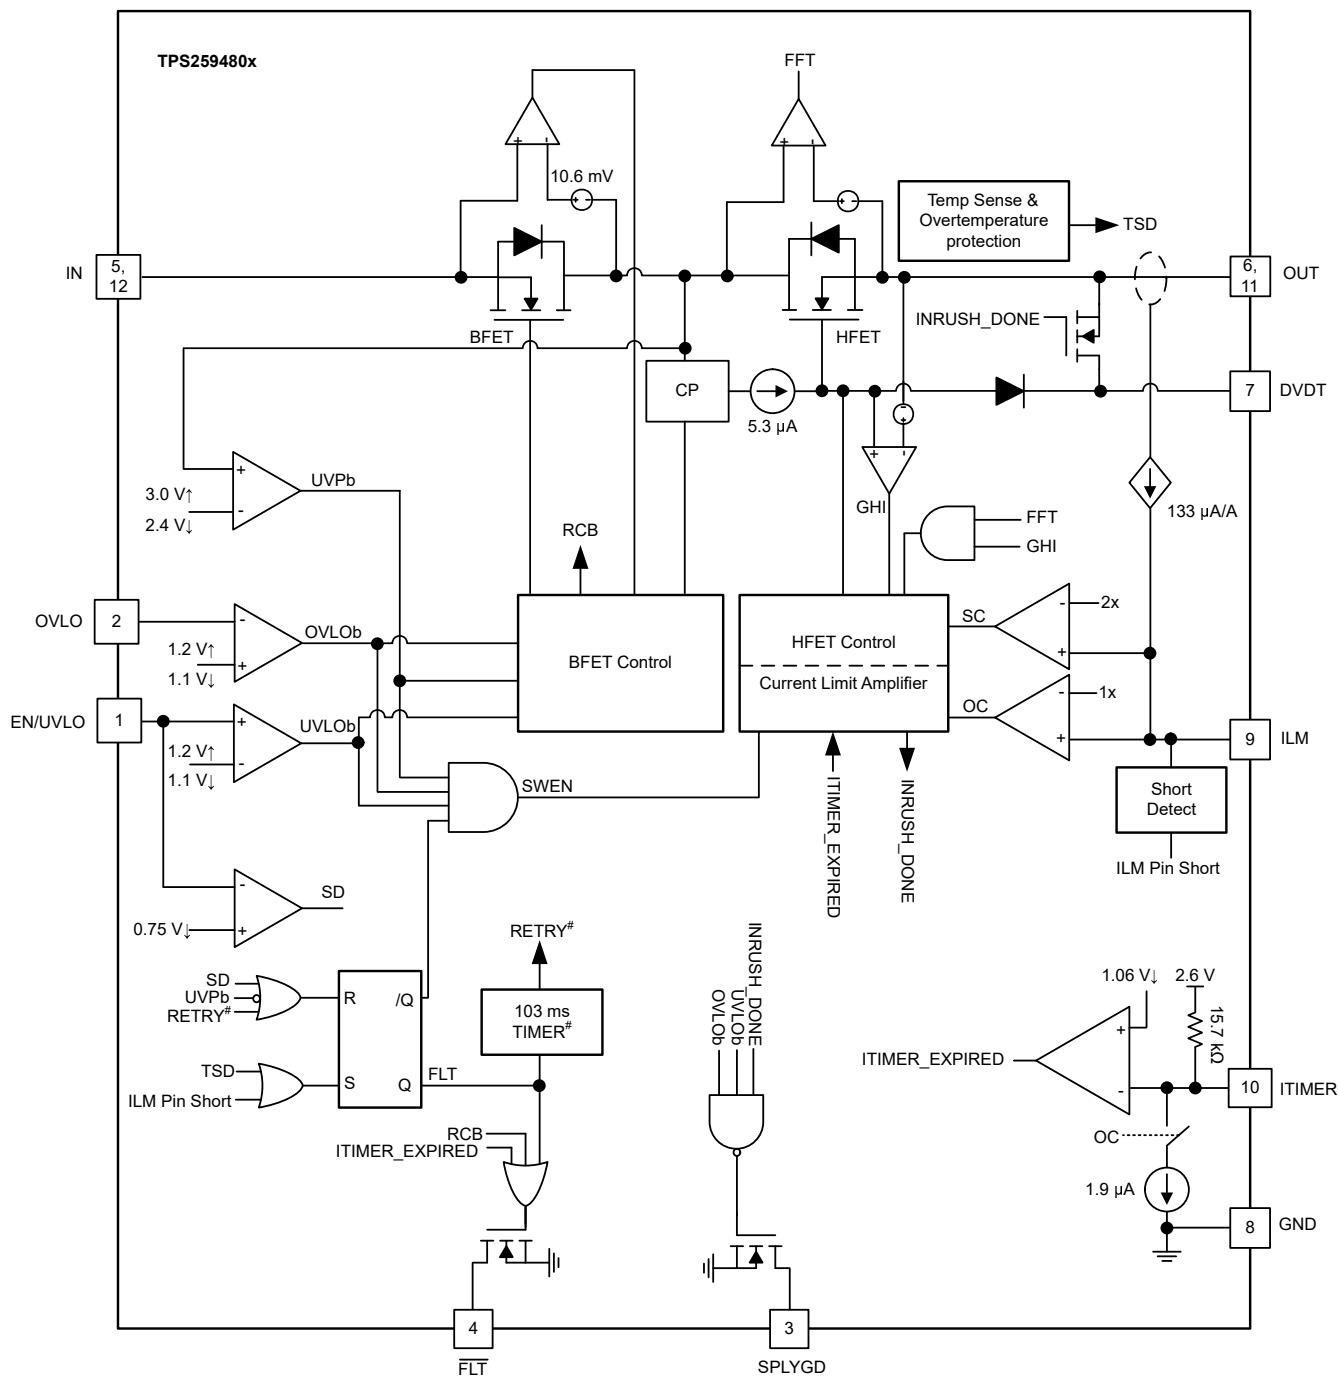 TPS259480x
FFT
+ -
+ -
10.6 mV
+ -
+ -
Temp Sense &
Overtemperature
protection
TSD
IN
5,
12
6,
11
OUT
INRUSH_DONE
BFET
HFET
CP
5.3 µA
7
DVDT
-
+
+ -
+
UVPb
3.0 V↑
-
2.4 V↓
GHI
133 µA/A
RCB
FFT
GHI
OVLO
2
-
OVLOb
1.2 V↑
+
1.1 V↓
BFET Control
HFET Control
Current Limit Amplifier
SC
-
2x
+
EN/UVLO
1
+
UVLOb
1.2 V↑
-
1.1 V↓
OC
-
1x
+
9
ILM
SWEN
ITIMER_EXPIRED
INRUSH_DONE
Short
Detect
ILM Pin Short
-
SD
0.75 V↓
+
RETRY#
INRUSH_DONE
UVLOb
OVLOb
SD
UVPb
RETRY#
R
/Q
103 ms
TIMER#
1.06 V↓
2.6 V
+
15.7 kΩ
ITIMER_EXPIRED
-
TSD
ILM Pin Short
S
Q
FLT
10
ITIMER
RCB
ITIMER_EXPIRED
OC
1.9 µA
8
GND
4
3
FLT
SPLYGD